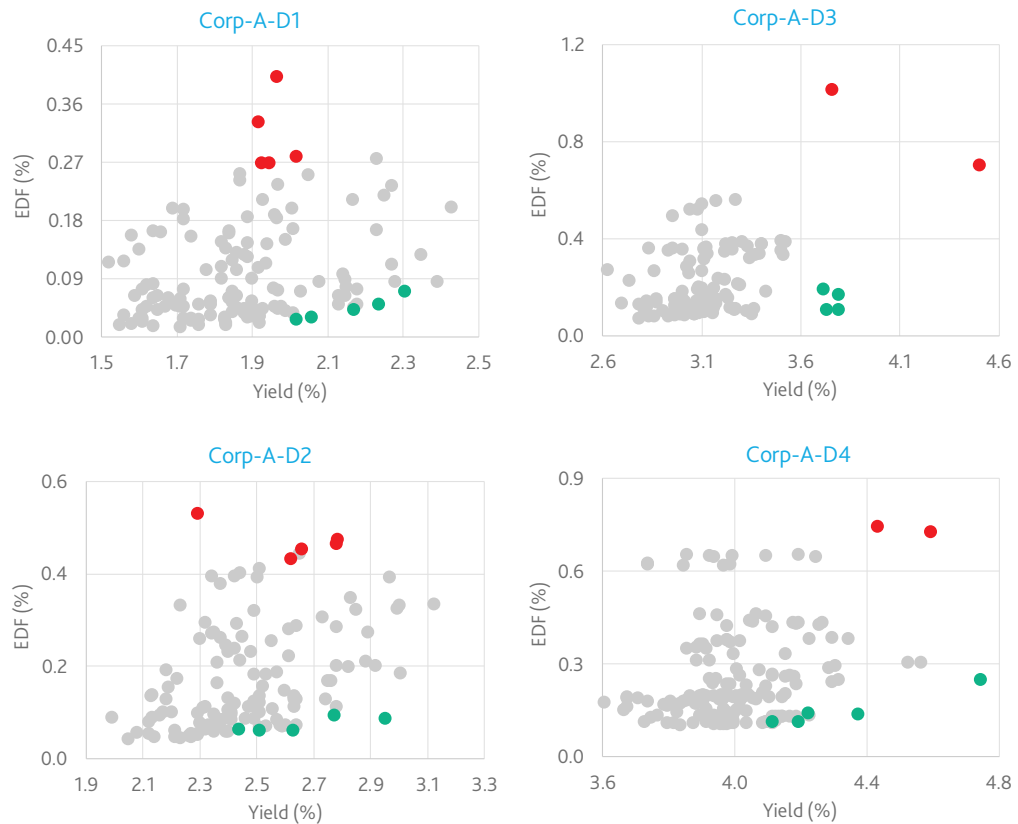 Corp-A-D1
0.45
0.36
0.27
0.18
0.09
0.00
EDF (%)
1.5 1.7 1.9 2.1 2.3 2.5
Yield (%)
Corp-A-D3
1.2
0.8
0.4
0.0
EDF (%)
2.6 3.1 3.6 4.1 4.6
Yield (%)
Corp-A-D2
0.6
0.4
0.2
0.0
EDF (%)
1.9 2.1 2.3 2.5 2.7 2.9 3.1 3.3
Yield (%)
Corp-A-D4
0.9
0.6
0.3
0.0
EDF (%)
3.6 4.0 4.4 4.8
Yield (%)